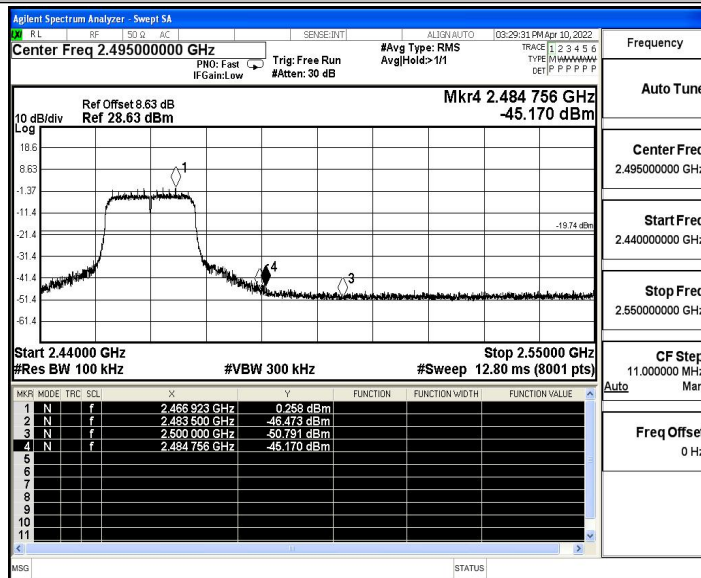 Agilent Spectrum Analyzer - Swept SA
RL RF 50 Ω AC SENSE:INT ALIGN AUTO 03:29:31 PM Apr 10, 2022
Center Freq 2.495000000 GHz
PNO: Fast
IFGain:Low
Trig: Free Run
#Atten: 30 dB
#Avg Type: RMS
Avg|Hold:> 1/1
TRACE 1 2 3 4 5 6
TYPE M WWWWW
DET P P P P P P
Frequency
Auto Tune
Ref Offset 8.63 dB
10 dB/div Ref 28.63 dBm
Log
Mkr4 2.484 756 GHz
-45.170 dBm
18.6
8.63
-1.37
-11.4
-21.4
-31.4
-41.4
-51.4
-61.4
1
4
3
-19.74 dBm
Center Freq
2.495000000 GHz
Start Freq
2.440000000 GHz
Stop Freq
2.550000000 GHz
CF Step
11.000000 MHz
Auto Man
Freq Offset
0 Hz
Start 2.44000 GHz Stop 2.55000 GHz
#Res BW 100 kHz #VBW 300 kHz #Sweep 12.80 ms (8001 pts)
MKR MODE TRC SCL X Y FUNCTION FUNCTION WIDTH FUNCTION VALUE
1 N f 2.466 923 GHz 0.258 dBm
2 N f 2.483 500 GHz -46.473 dBm
3 N f 2.500 000 GHz -50.791 dBm
4 N f 2.484 756 GHz -45.170 dBm
5
6
7
8
9
10
11
MSG STATUS